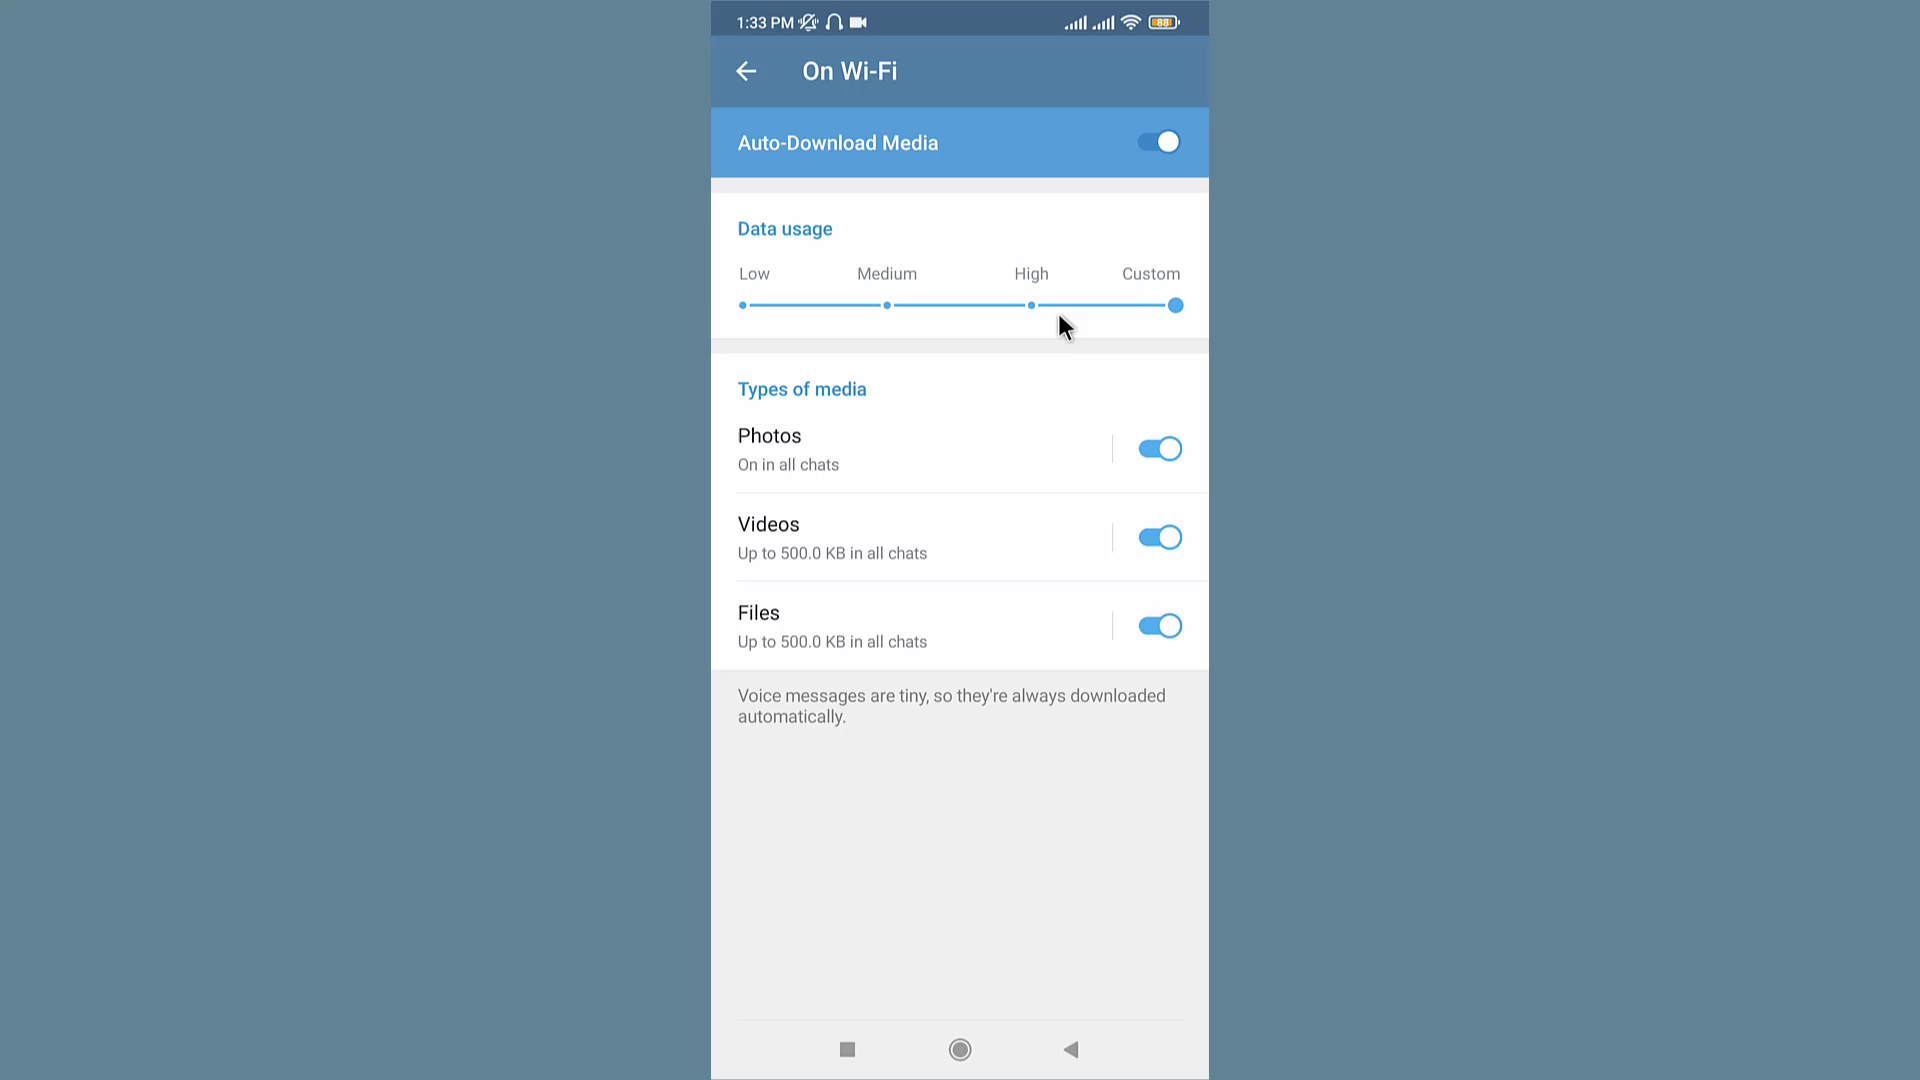 1:33 PM 88
On Wi-Fi
Auto-Download Media
Data usage
Low Medium High Custom
Types of media
Photos
On in all chats
Videos
Up to 500.0 KB in all chats
Files
Up to 500.0 KB in all chats
Voice messages are tiny, so they're always downloaded
automatically.